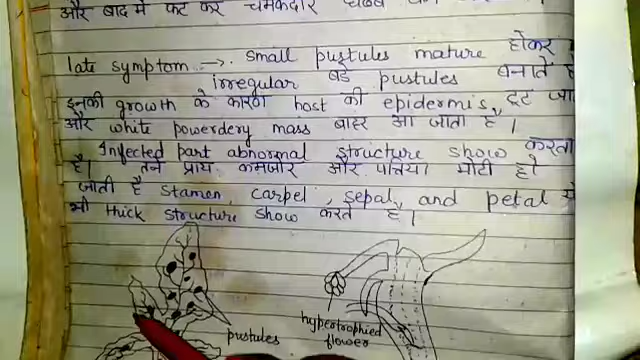 और बाद में फट कर चमकदार
late symptom → small pustules mature होकर
irregular बडे pustules बनाते
इनकी growth के कारण host की epidermis टूट जा
और white powerdery mass बाहर आ जाता है।
Infected part abnormal structure show करता
है। तने प्राय कमजोर और पत्तिया मोटी हो
जाती है stamen, carpel, sepal, and petal
भी thick structure show करते है।
pustules
hypertrophied
flower